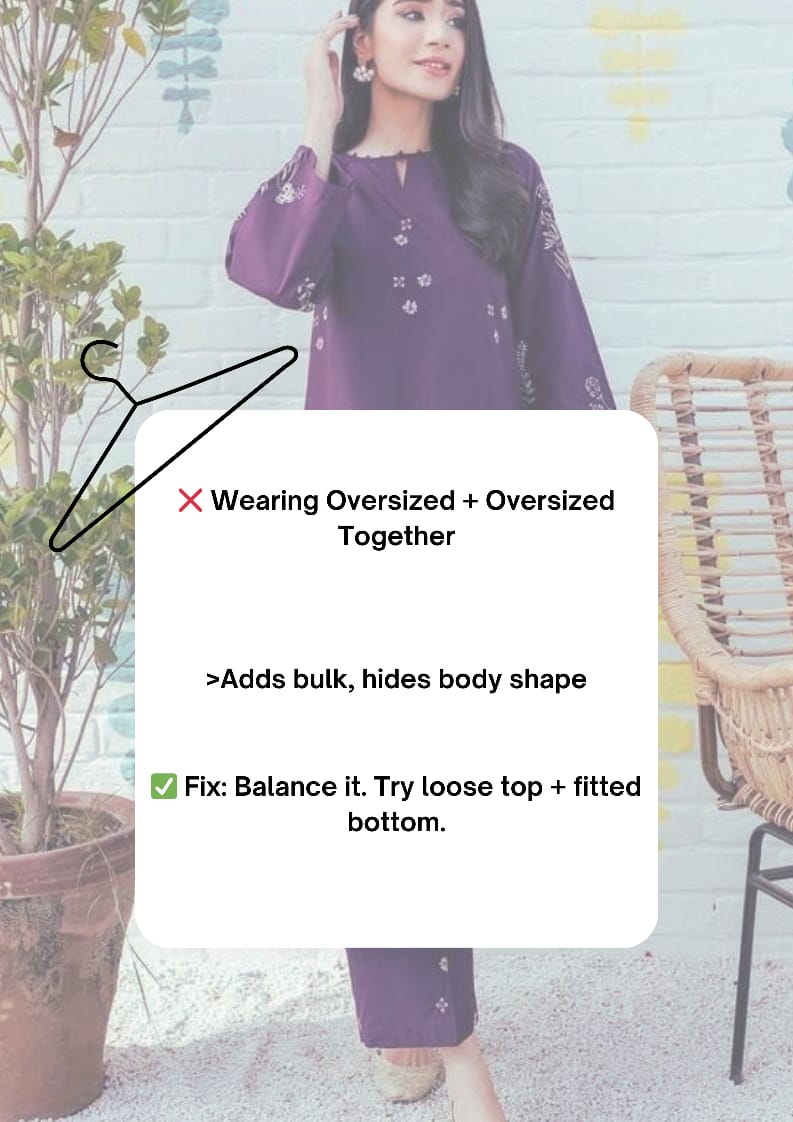 ❌ Wearing Oversized + Oversized
Together
>Adds bulk, hides body shape
✅ Fix: Balance it. Try loose top + fitted
bottom.